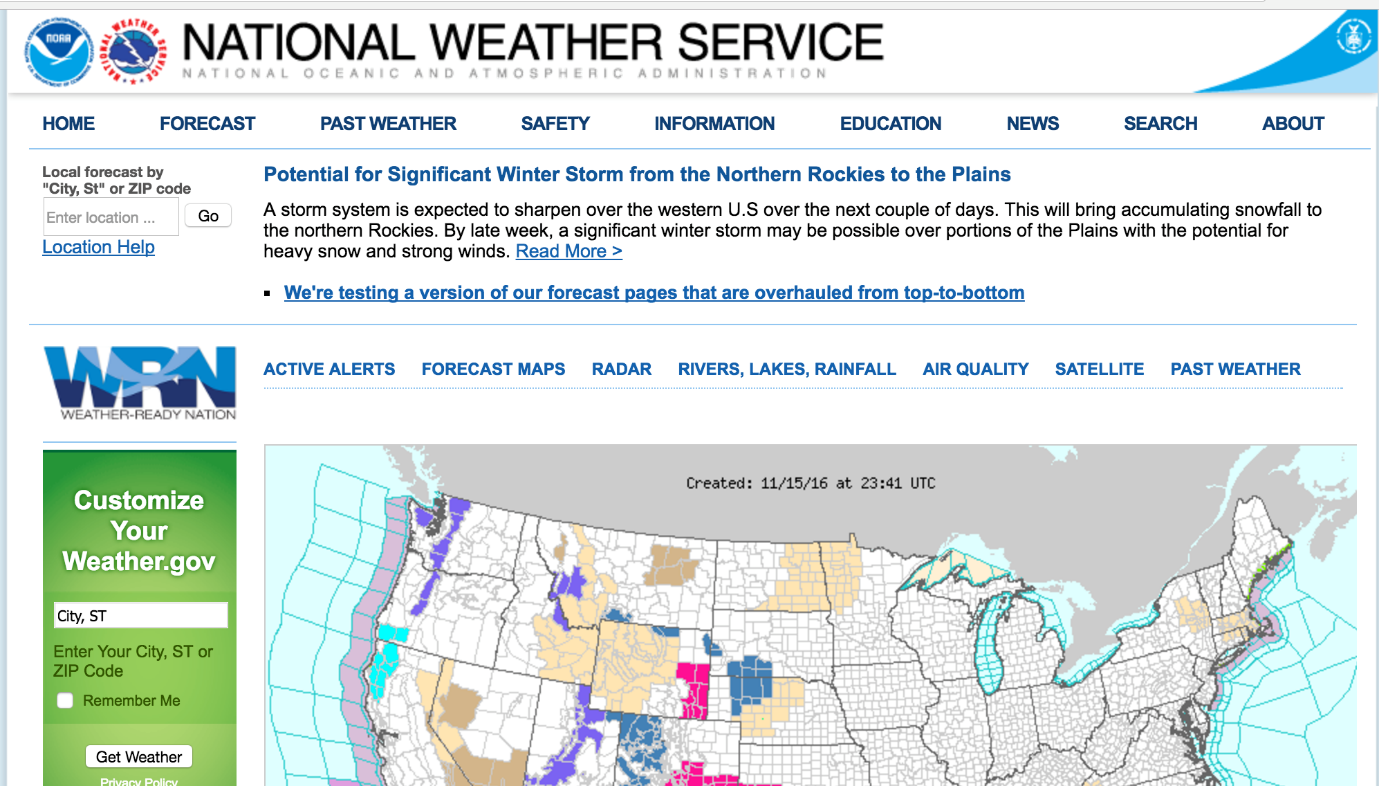 NOAA
NATIONAL WEATHER SERVICE
NATIONAL OCEANIC AND ATMOSPHERIC ADMINISTRATION
HOME FORECAST PAST WEATHER SAFETY INFORMATION EDUCATION NEWS SEARCH ABOUT
Local forecast by
"City, St" or ZIP code
Enter location ...
Go
Location Help
Potential for Significant Winter Storm from the Northern Rockies to the Plains
A storm system is expected to sharpen over the western U.S over the next couple of days. This will bring accumulating snowfall to
the northern Rockies. By late week, a significant winter storm may be possible over portions of the Plains with the potential for
heavy snow and strong winds. Read More >
We're testing a version of our forecast pages that are overhauled from top-to-bottom
WRN
WEATHER-READY NATION
ACTIVE ALERTS FORECAST MAPS RADAR RIVERS, LAKES, RAINFALL AIR QUALITY SATELLITE PAST WEATHER
Customize
Your
Weather.gov
City, ST
Enter Your City, ST or
ZIP Code
Remember Me
Get Weather
Privacy Policy
Created: 11/15/16 at 23:41 UTC